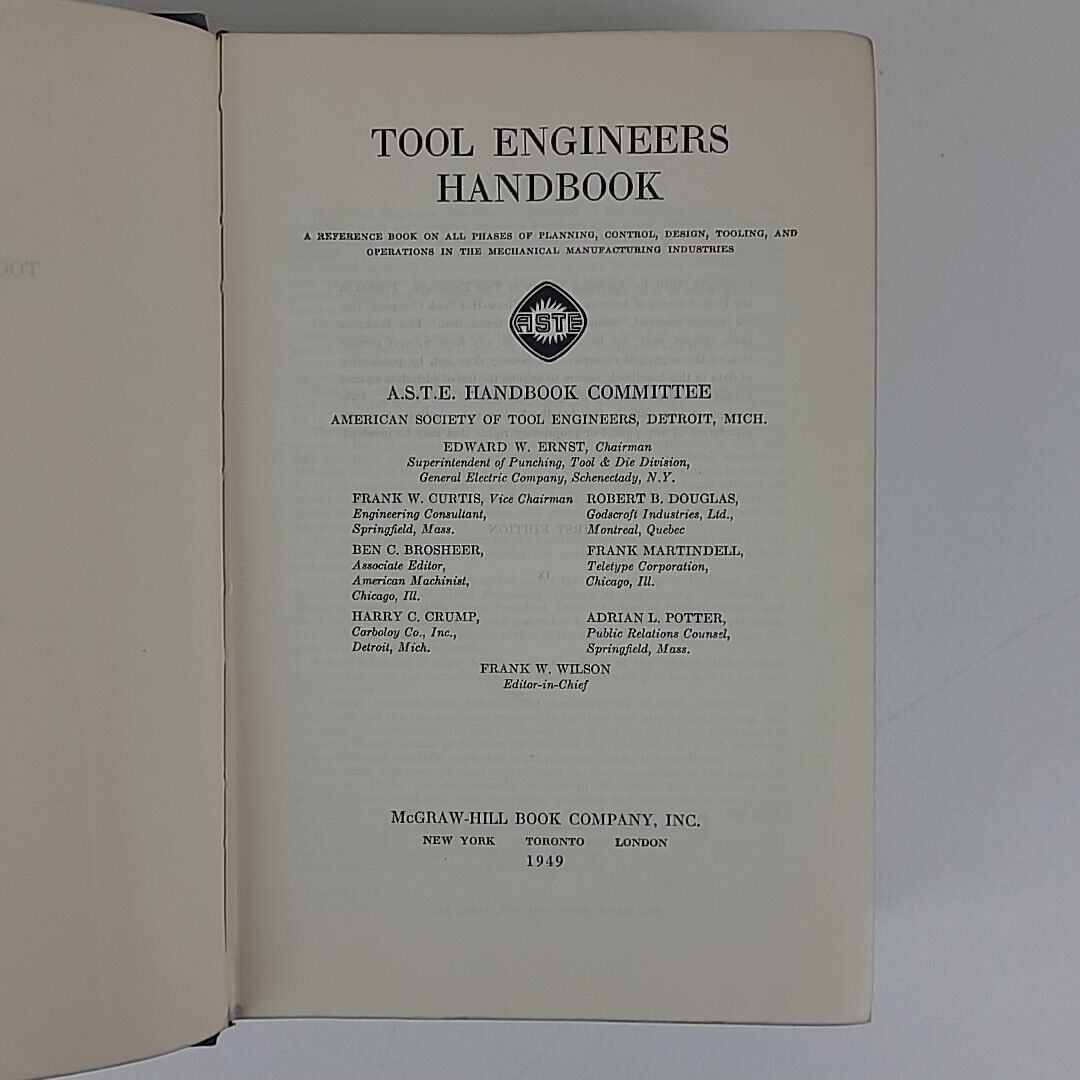 TOOL ENGINEERS
HANDBOOK
A REFERENCE BOOK ON ALL PHASES OF PLANNING, CONTROL, DESIGN, TOOLING, AND
OPERATIONS IN THE MECHANICAL MANUFACTURING INDUSTRIES
ASTE
A.S.T.E. HANDBOOK COMMITTEE
AMERICAN SOCIETY OF TOOL ENGINEERS, DETROIT, MICH.
EDWARD W. ERNST, Chairman
Superintendent of Punching, Tool & Die Division,
General Electric Company, Schenectady, N.Y.
FRANK W. CURTIS, Vice Chairman
Engineering Consultant,
Springfield, Mass.
ROBERT B. DOUGLAS,
Godscroft Industries, Ltd.,
Montreal, Quebec
BEN C. BROSHEER,
Associate Editor,
American Machinist,
Chicago, Ill.
FRANK MARTINDELL,
Teletype Corporation,
Chicago, Ill.
HARRY C. CRUMP,
Carboloy Co., Inc.,
Detroit, Mich.
ADRIAN L. POTTER,
Public Relations Counsel,
Springfield, Mass.
FRANK W. WILSON
Editor-in-Chief
McGRAW-HILL BOOK COMPANY, INC.
NEW YORK TORONTO LONDON
1949